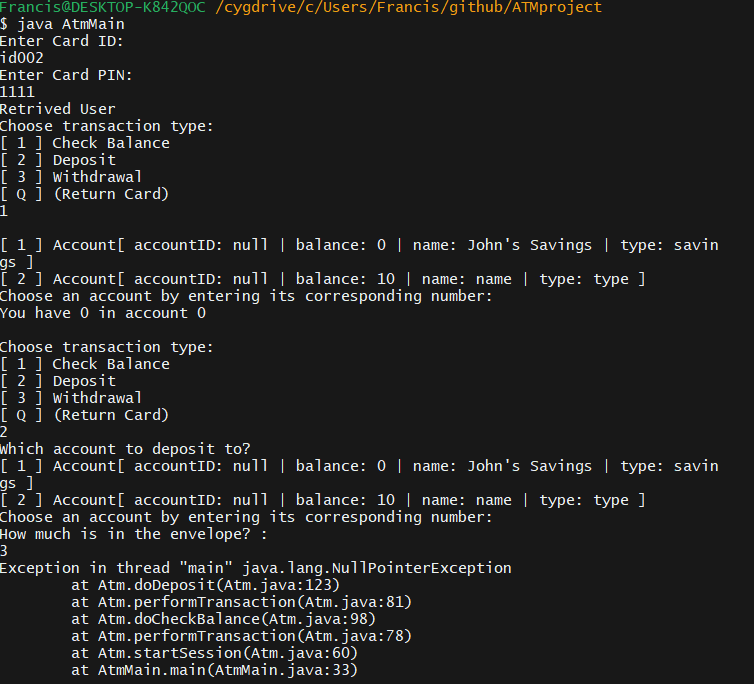 Francis@DESKTOP-K842QOC /cygdrive/c/Users/Francis/github/ATMproject
$ java AtmMain
Enter Card ID:
id002
Enter Card PIN:
1111
Retrived User
Choose transaction type:
[ 1 ] Check Balance
[ 2 ] Deposit
[ 3 ] Withdrawal
[ Q ] (Return Card)
1
[ 1 ] Account[ accountID: null | balance: 0 | name: John's Savings | type: savin
gs ]
[ 2 ] Account[ accountID: null | balance: 10 | name: name | type: type ]
Choose an account by entering its corresponding number:
You have 0 in account 0
Choose transaction type:
[ 1 ] Check Balance
[ 2 ] Deposit
[ 3 ] Withdrawal
[ Q ] (Return Card)
2
Which account to deposit to?
[ 1 ] Account[ accountID: null | balance: 0 | name: John's Savings | type: savin
gs ]
[ 2 ] Account[ accountID: null | balance: 10 | name: name | type: type ]
Choose an account by entering its corresponding number:
How much is in the envelope? :
3
Exception in thread "main" java.lang.NullPointerException
at Atm.doDeposit(Atm.java:123)
at Atm.performTransaction(Atm.java:81)
at Atm.doCheckBalance(Atm.java:98)
at Atm.performTransaction(Atm.java:78)
at Atm.startSession(Atm.java:60)
at AtmMain.main(AtmMain.java:33)